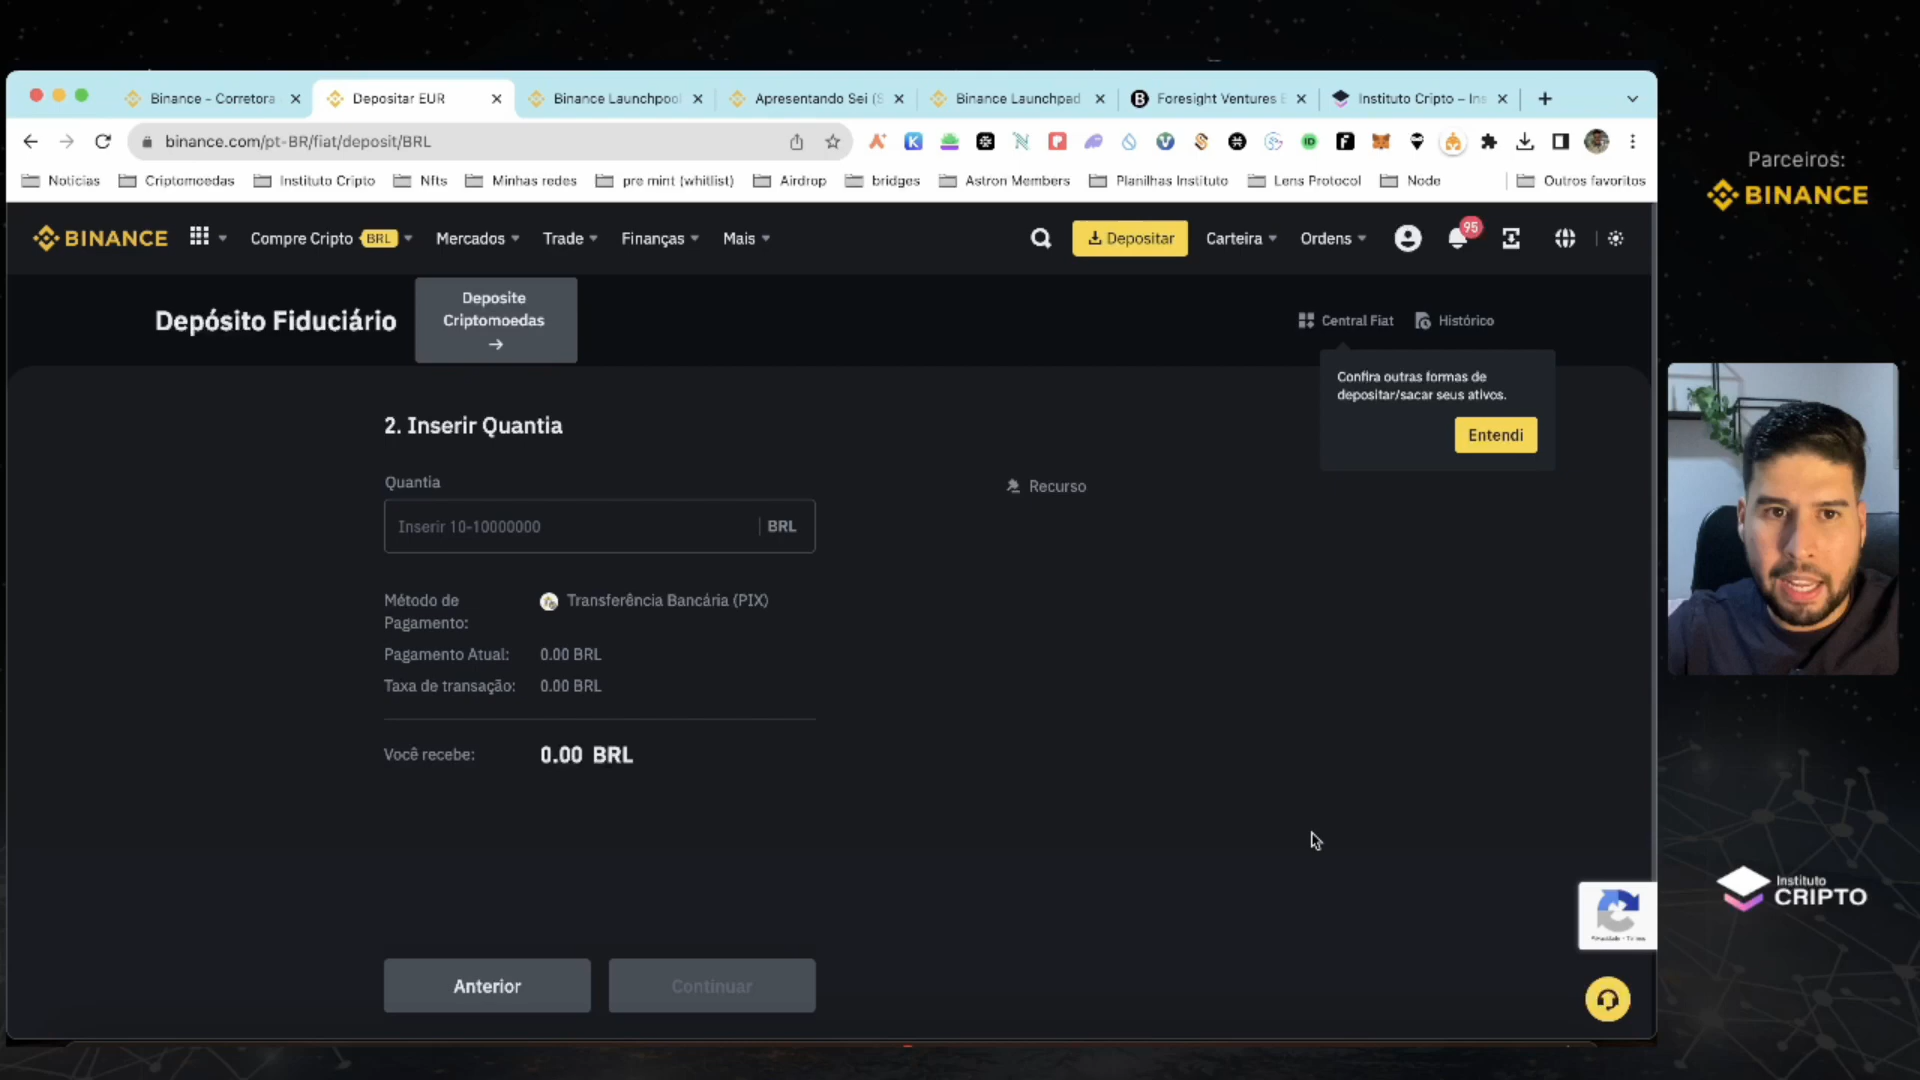 Binance - Corretora
Depositar EUR
Binance Launchpool
Apresentando Sei (S
Binance Launchpad
Foresight Ventures E
Instituto Cripto – Ins
binance.com/pt-BR/fiat/deposit/BRL
Noticias
Criptomoedas
Instituto Cripto
Nfts
Minhas redes
pre mint (whitlist)
Airdrop
bridges
Astron Members
Planilhas Instituto
Lens Protocol
Node
Outros favoritos
Parceiros:
BINANCE
BINANCE
Compre Cripto BRL
Mercados
Trade
Finanças
Mais
Depositar
Carteira
Ordens
95
Depósito Fiduciário
Deposite
Criptomoedas
→
Central Fiat
Histórico
Confira outras formas de
depositar/sacar seus ativos.
Entendi
2. Inserir Quantia
Quantia
Recurso
Inserir 10-10000000
BRL
Método de
Pagamento:
Transferência Bancária (PIX)
Pagamento Atual:
0.00 BRL
Taxa de transação:
0.00 BRL
Você recebe:
0.00 BRL
Instituto
CRIPTO
Anterior
Continuar